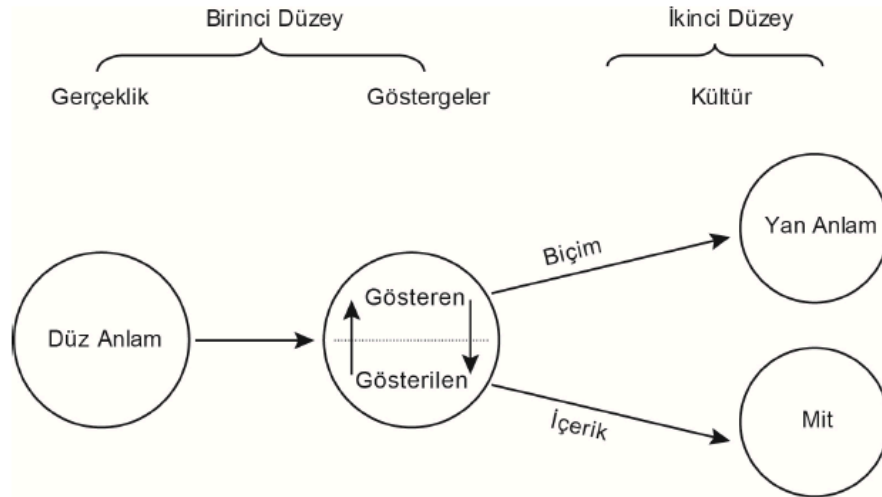 Birinci Düzey
İkinci Düzey
Gerçeklik
Göstergeler
Kültür
Düz Anlam
Gösteren
Gösterilen
Biçim
İçerik
Yan Anlam
Mit